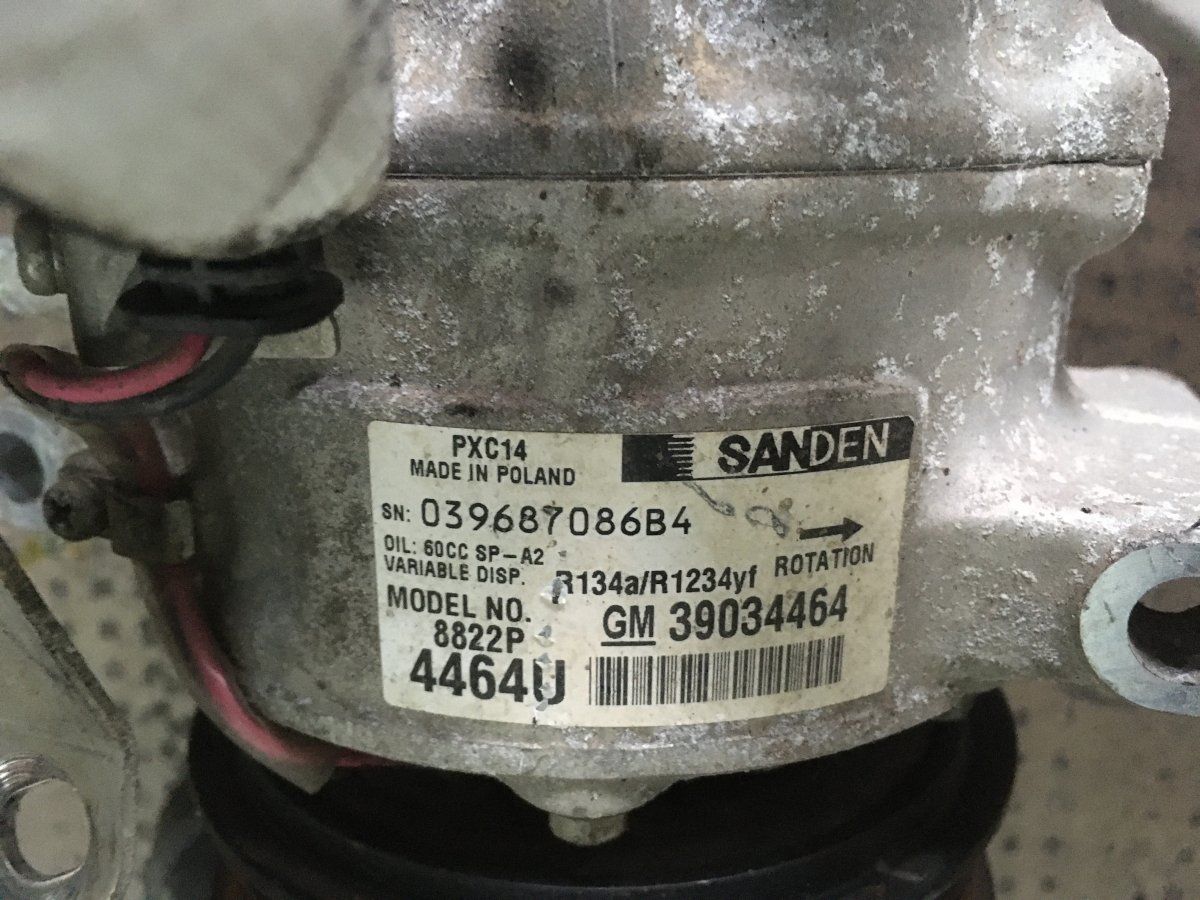 PXC14
MADE IN POLAND
SANDEN
SN: 039687086B4
OIL: 60CC SP-A2
VARIABLE DISP.
R134a/R1234yf
ROTATION
MODEL NO.
8822P
GM 39034464
4464U